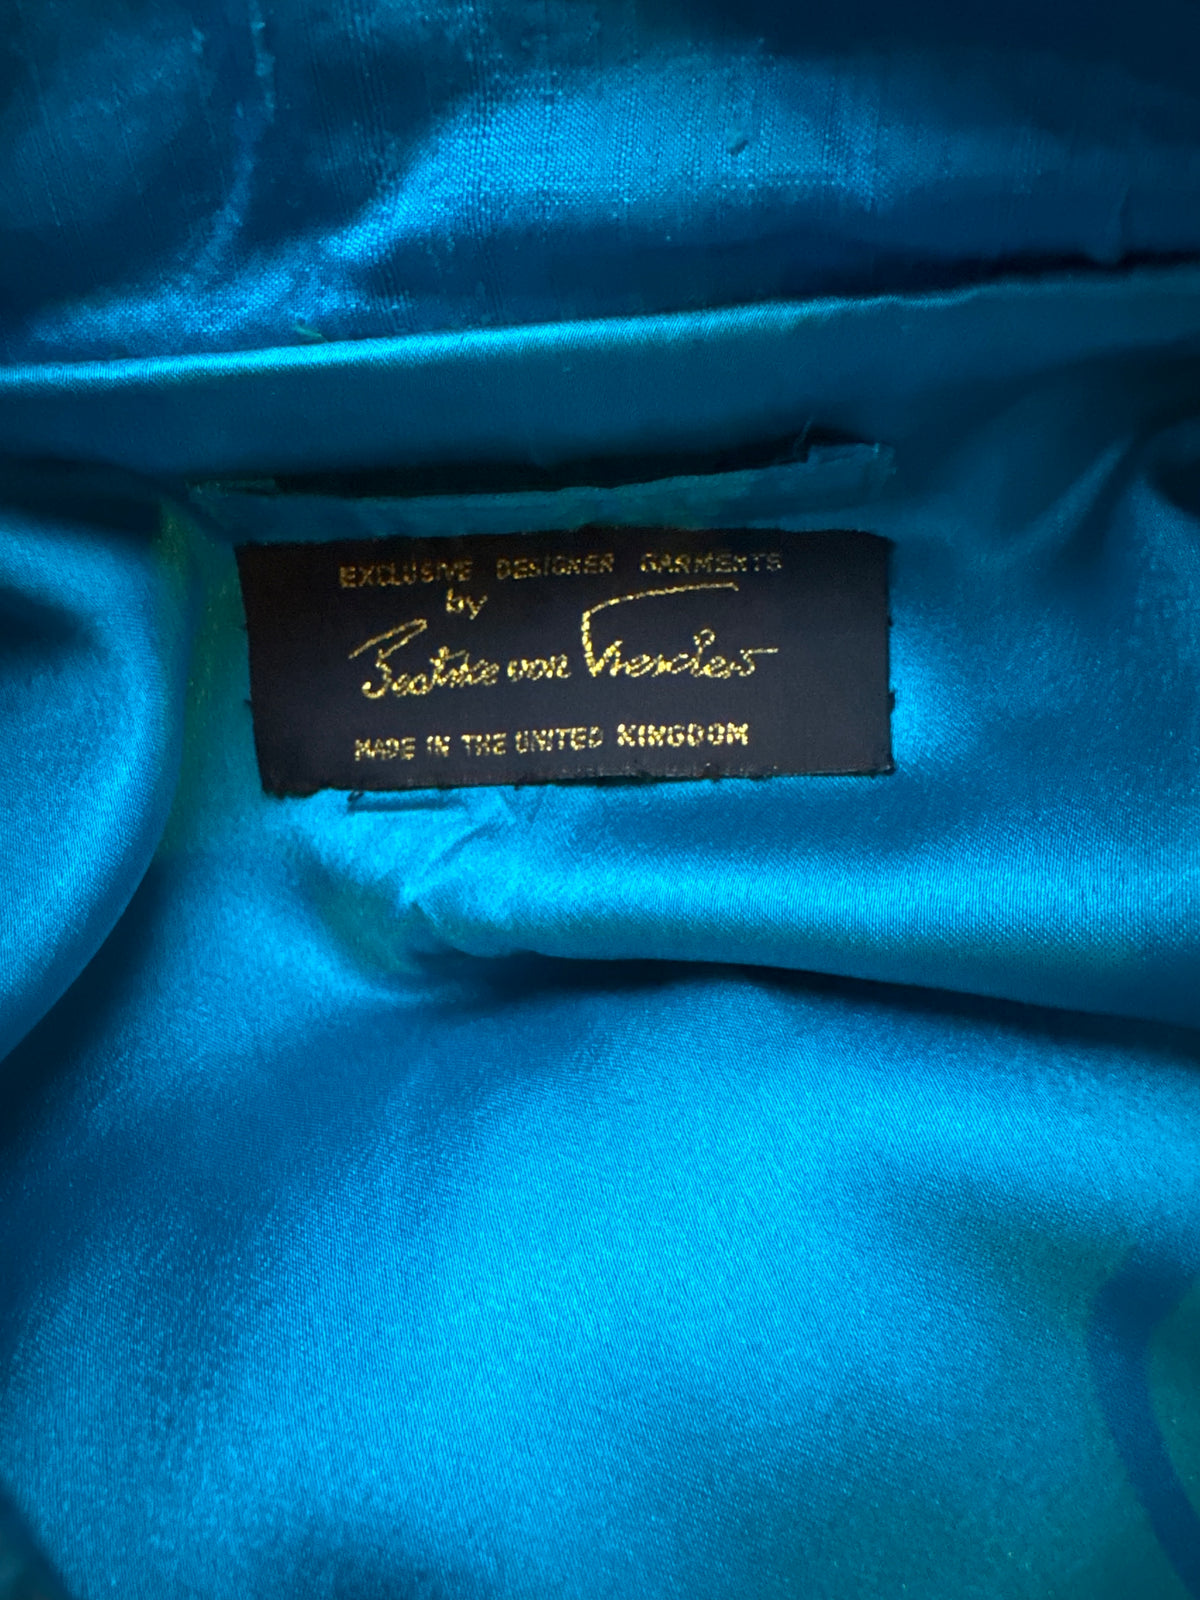 EXCLUSIVE DESIGNER GARMENTS
by
Beatrice von Tresckow
MADE IN THE UNITED KINGDOM